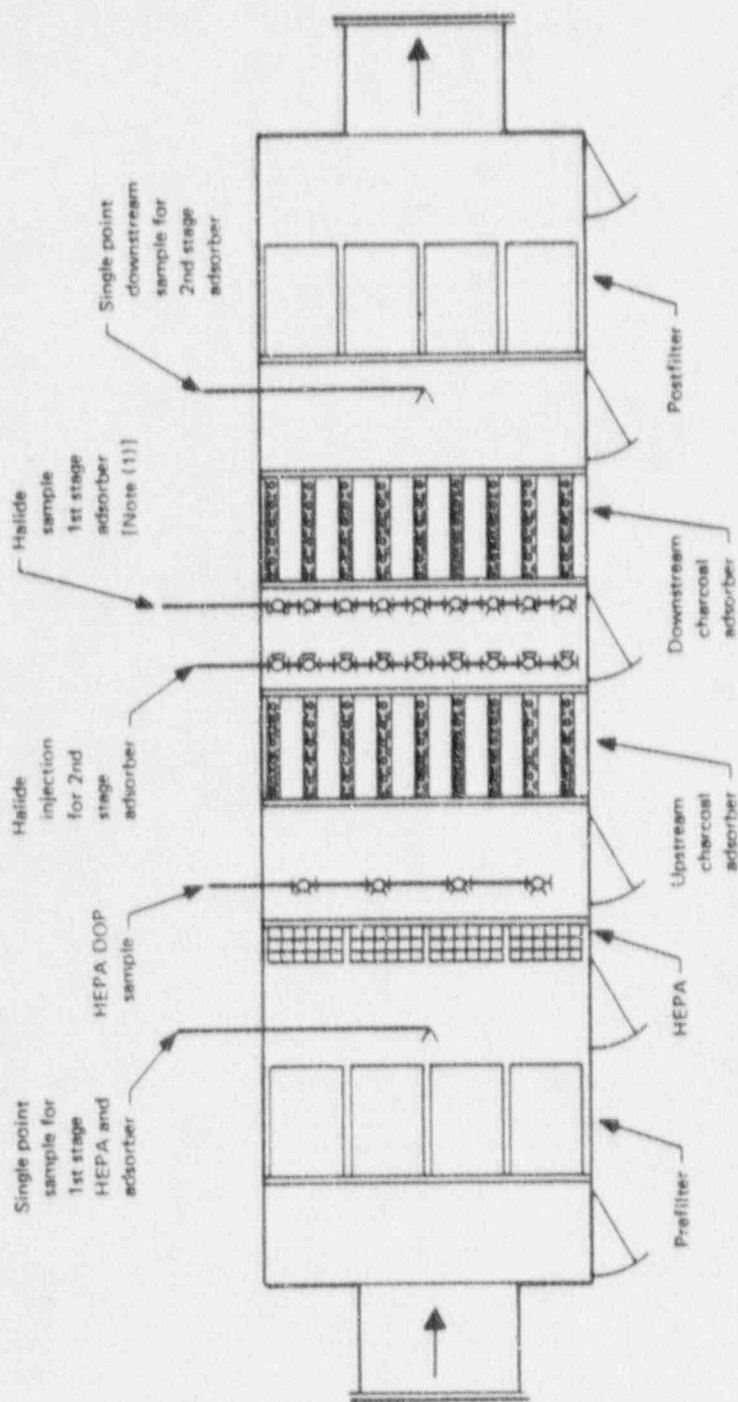 Single point
sample for
1st stage
HEPA and
adsorber
HEPA DOP
sample
Halide
injection
for 2nd
stage
adsorber
Halide
sample
1st stage
adsorber
[Note (1)]
Single point
downstream
sample for
2nd stage
adsorber
Prefilter
HEPA
Upstream
charcoal
adsorber
Downstream
charcoal
adsorber
Postfilter